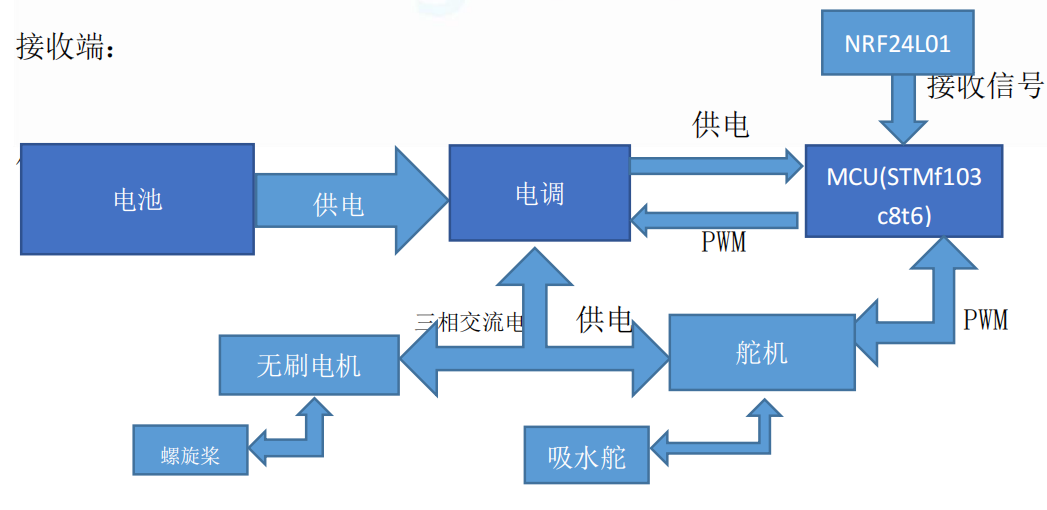 接收端：
NRF24L01
接收信号
供电
电池
供电
电调
MCU(STMf103
c8t6)
PWM
三相交流电
供电
PWM
无刷电机
舵机
螺旋桨
吸水舵